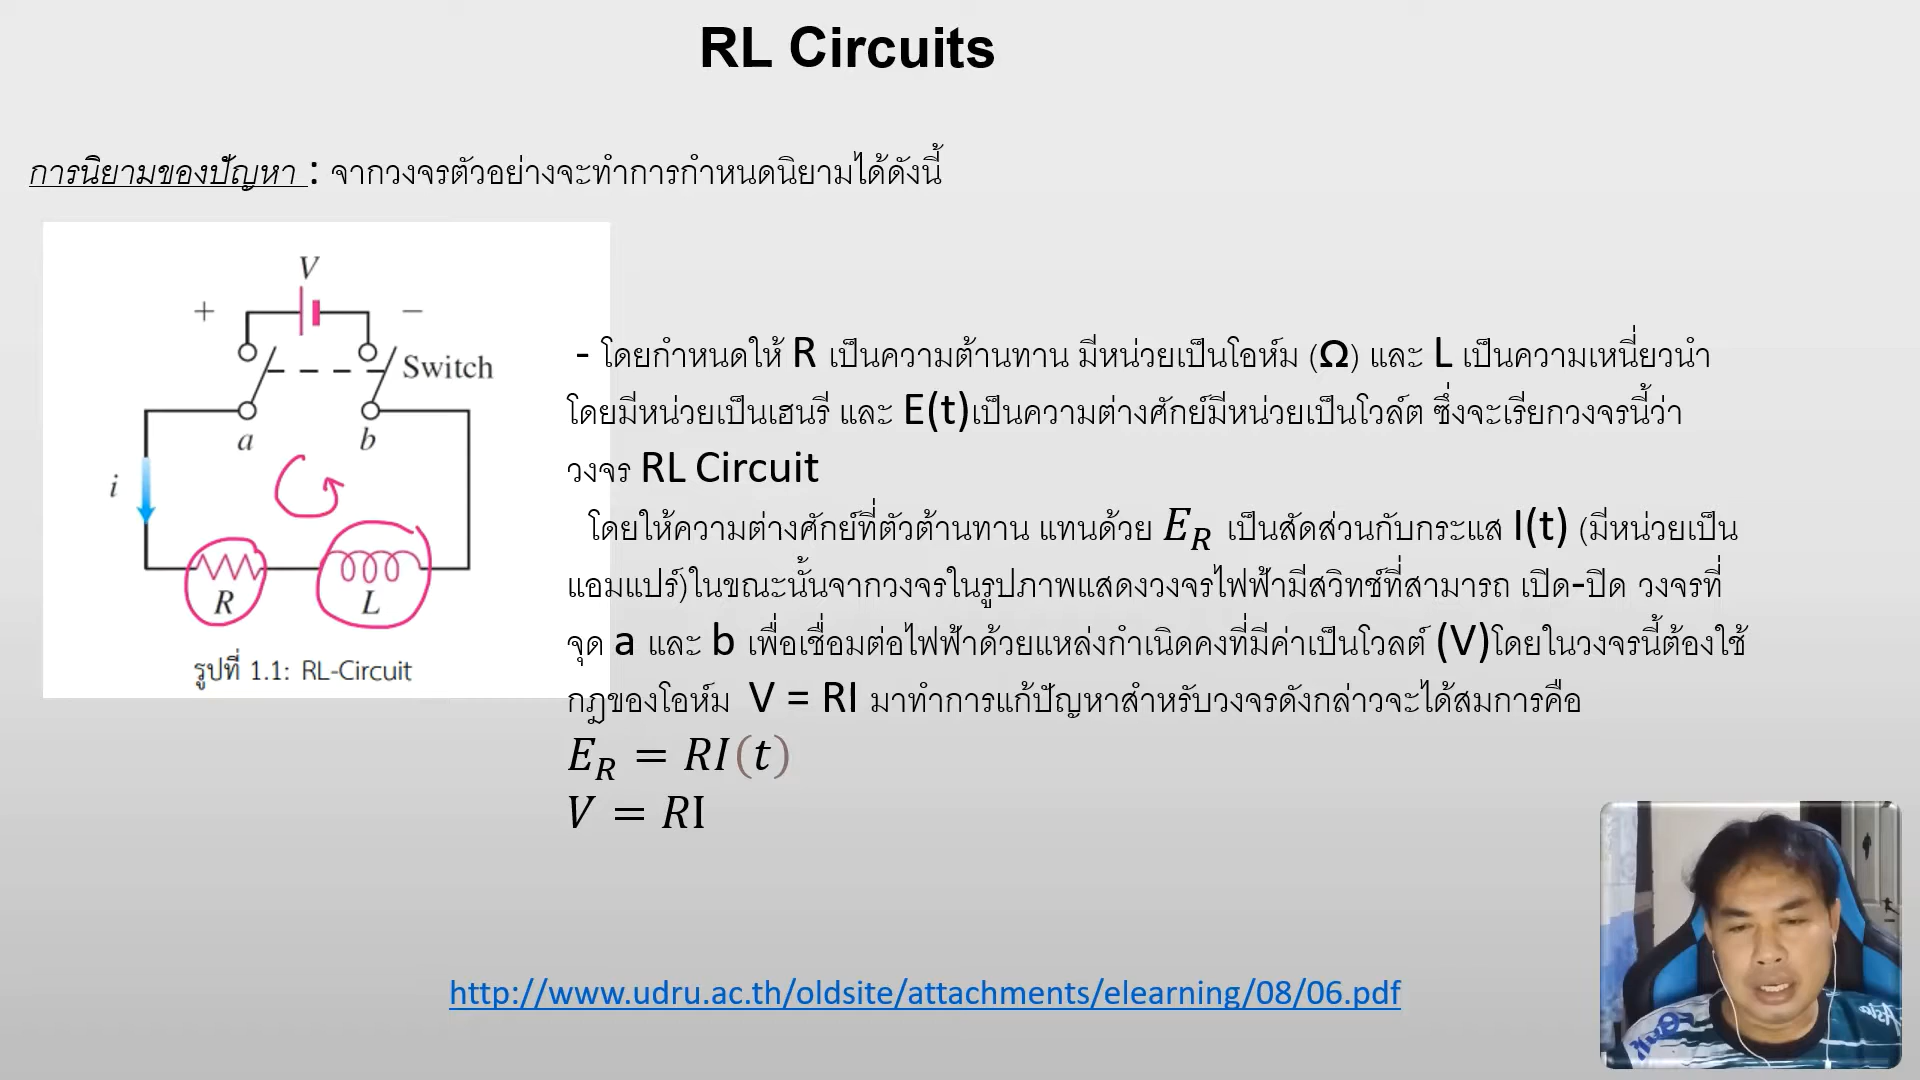 RL Circuits
การนิยามของปัญหา : จากวงจรตัวอย่างจะทำการกำหนดนิยามได้ดังนี้
V
+ −
Switch
a b
i
R L
รูปที่ 1.1: RL-Circuit
- โดยกำหนดให้ R เป็นความต้านทาน มีหน่วยเป็นโอห์ม (Ω) และ L เป็นความเหนี่ยวนำ
โดยมีหน่วยเป็นเฮนรี และ E(t)เป็นความต่างศักย์มีหน่วยเป็นโวล์ต ซึ่งจะเรียกวงจรนี้ว่า
วงจร RL Circuit
โดยให้ความต่างศักย์ที่ตัวต้านทาน แทนด้วย E_R เป็นสัดส่วนกับกระแส I(t) (มีหน่วยเป็น
แอมแปร์)ในขณะนั้นจากวงจรในรูปภาพแสดงวงจรไฟฟ้ามีสวิทช์ที่สามารถ เปิด-ปิด วงจรที่
จุด a และ b เพื่อเชื่อมต่อไฟฟ้าด้วยแหล่งกำเนิดคงที่มีค่าเป็นโวลต์ (V)โดยในวงจรนี้ต้องใช้
กฎของโอห์ม V = RI มาทำการแก้ปัญหาสำหรับวงจรดังกล่าวจะได้สมการคือ
E_R = RI(t)
V = RI
http://www.udru.ac.th/oldsite/attachments/elearning/08/06.pdf